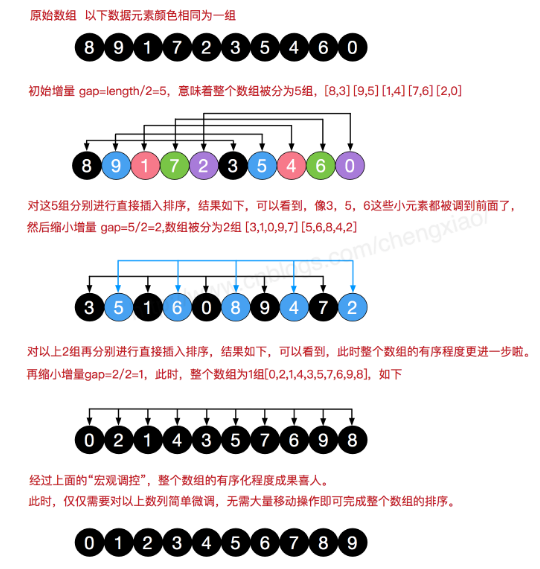 原始数组 以下数据元素颜色相同为一组
8 9 1 7 2 3 5 4 6 0
初始增量 gap=length/2=5，意味着整个数组被分为5组，[8,3] [9,5] [1,4] [7,6] [2,0]
8 9 1 7 2 3 5 4 6 0
对这5组分别进行直接插入排序，结果如下，可以看到，像3，5，6这些小元素都被调到前面了，
然后缩小增量 gap=5/2=2,数组被分为2组 [3,1,0,9,7] [5,6,8,4,2]
www.cnblogs.com/chengxiao/
3 5 1 6 0 8 9 4 7 2
对以上2组再分别进行直接插入排序，结果如下，可以看到，此时整个数组的有序程度更进一步啦。
再缩小增量gap=2/2=1，此时，整个数组为1组[0,2,1,4,3,5,7,6,9,8]，如下
0 2 1 4 3 5 7 6 9 8
经过上面的“宏观调控”，整个数组的有序化程度成果喜人。
此时，仅仅需要对以上数列简单微调，无需大量移动操作即可完成整个数组的排序。
0 1 2 3 4 5 6 7 8 9